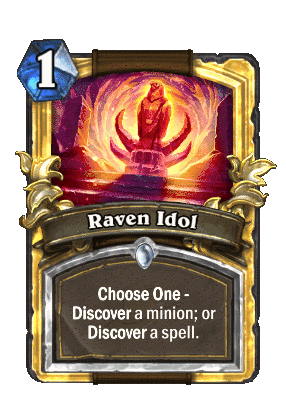 1
Raven Idol
Choose One -
Discover a minion; or
Discover a spell.